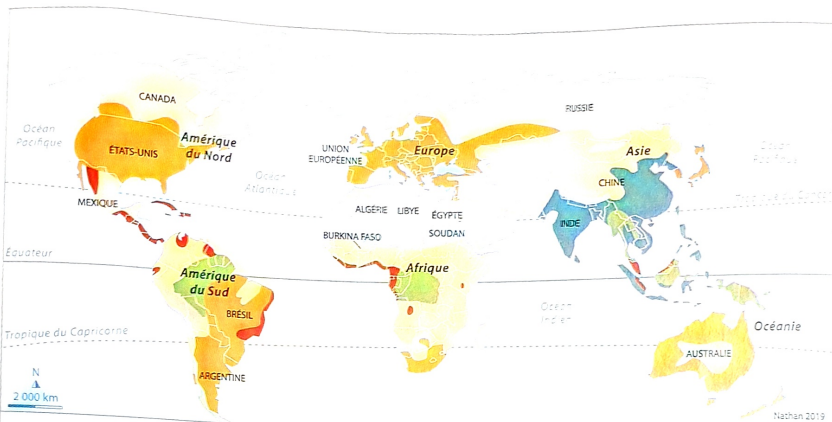 CANADA
RUSSIE
Océan
Pacifique
Amérique
du Nord
ÉTATS-UNIS
UNION
EUROPÉENNE
Europe
Asie
Océan
Pacifique
Océan
Atlantique
CHINE
MEXIQUE
ALGÉRIE
LIBYE
ÉGYPTE
INDE
BURKINA FASO
SOUDAN
Équateur
Amérique
du Sud
Afrique
BRÉSIL
Océan
Indien
Tropique du Capricorne
Océanie
AUSTRALIE
ARGENTINE
N
2 000 km
Nathan 2019